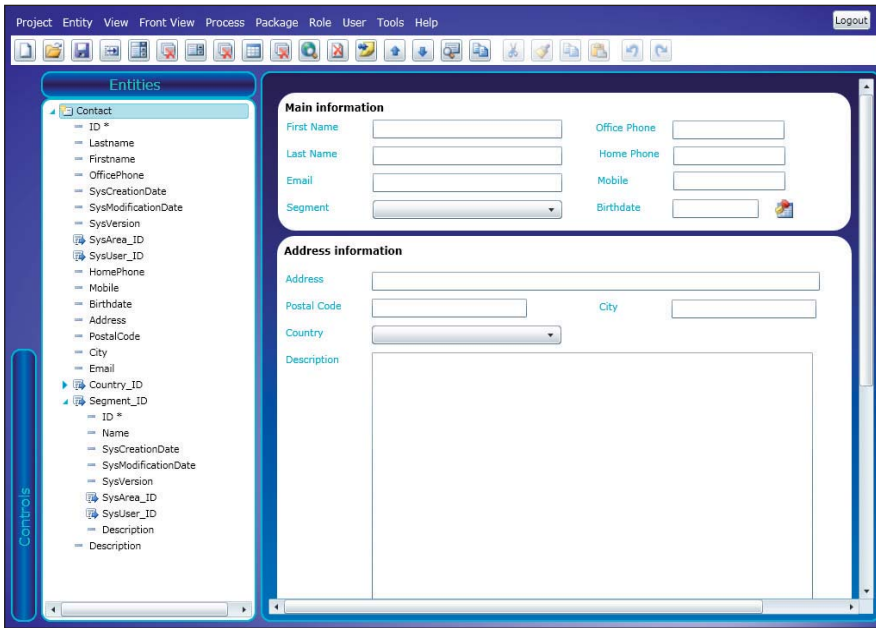 Project Entity View Front View Process Package Role User Tools Help
Logout
Entities
Contact
ID *
Lastname
Firstname
OfficePhone
SysCreationDate
SysModificationDate
SysVersion
SysArea_ID
SysUser_ID
HomePhone
Mobile
Birthdate
Address
PostalCode
City
Email
Country_ID
Segment_ID
ID *
Name
SysCreationDate
SysModificationDate
SysVersion
SysArea_ID
SysUser_ID
Description
Description
Controls
Main information
First Name Office Phone
Last Name Home Phone
Email Mobile
Segment Birthdate
Address information
Address
Postal Code City
Country
Description